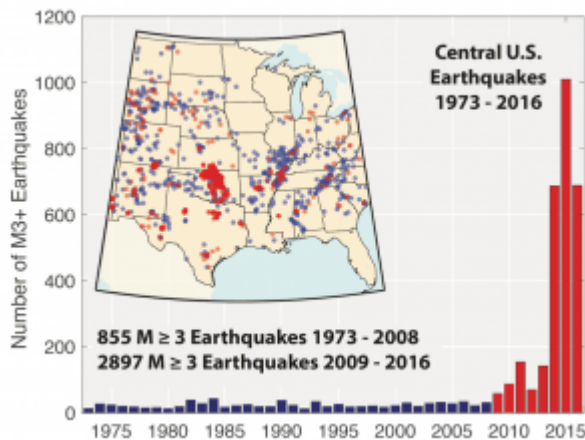 1200
1000
800
600
400
200
0
Number of M3+ Earthquakes
Central U.S.
Earthquakes
1973 - 2016
855 M ≥ 3 Earthquakes 1973 - 2008
2897 M ≥ 3 Earthquakes 2009 - 2016
1975 1980 1985 1990 1995 2000 2005 2010 2015